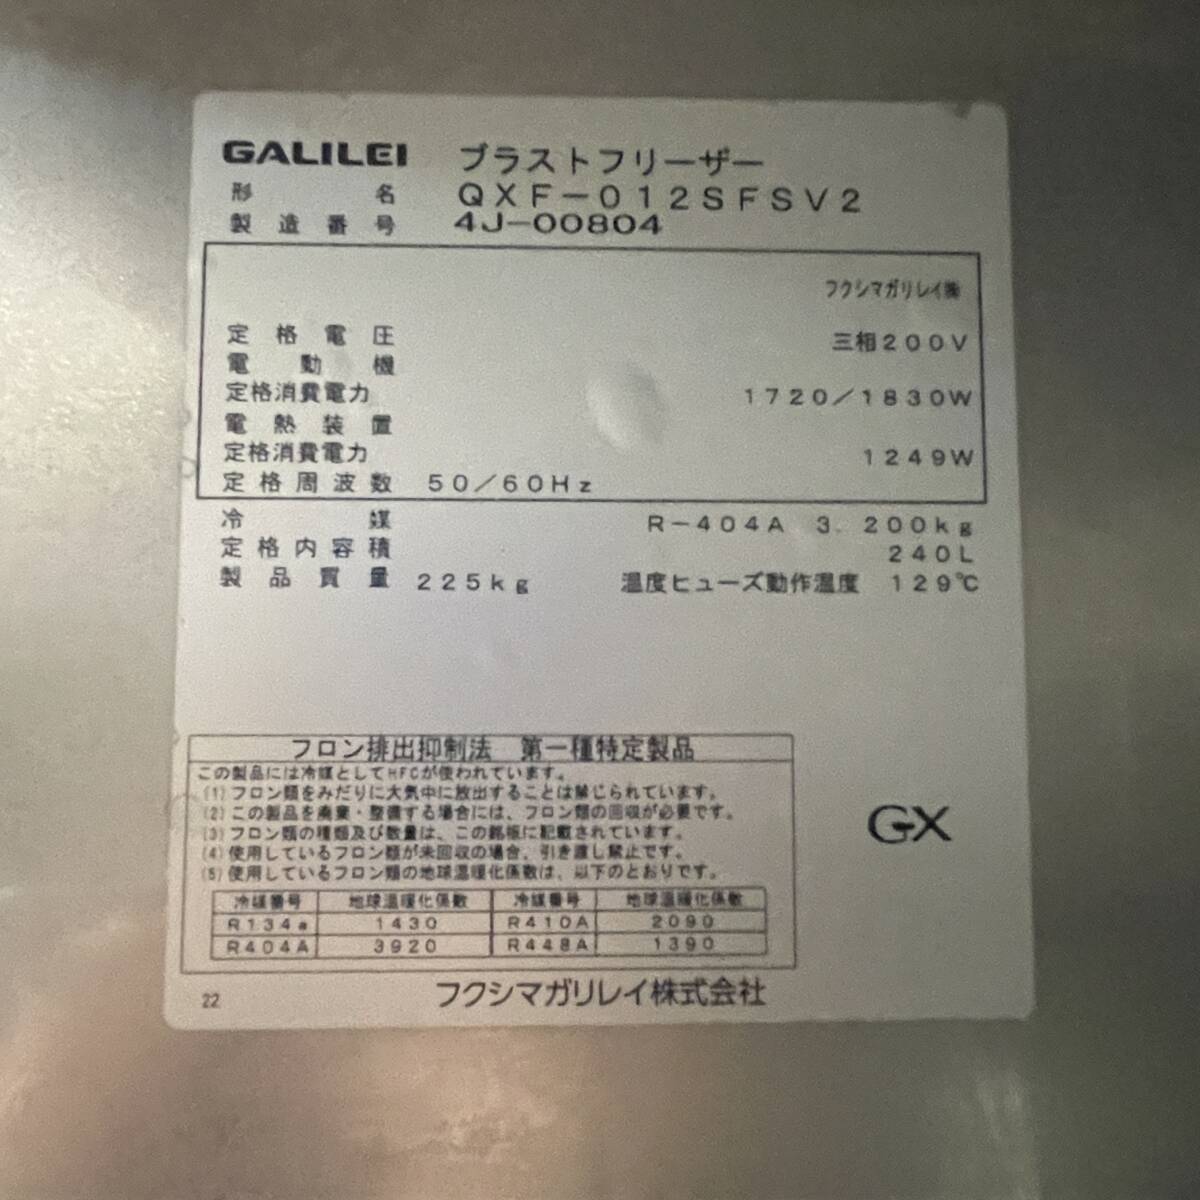 GALILEI ブラストフリーザー
形名 QXF-012SFSV2
製造番号 4J-00804
フクシマガリレイ㈱
定格電圧 三相200V
電動機
定格消費電力 1720/1830W
電熱装置
定格消費電力 1249W
定格周波数 50/60Hz
冷媒 R-404A 3.200kg
定格内容積 240L
製品質量 225kg 温度ヒューズ動作温度 129℃
フロン排出抑制法 第一種特定製品
この製品には冷媒としてHFCが使われています。
(1)フロン類をみだりに大気中に放出することは禁じられています。
(2)この製品を廃棄・整備する場合には、フロン類の回収が必要です。
(3)フロン類の種類及び数量は、この銘板に記載されています。
(4)使用しているフロン類が未回収の場合、引き渡し禁止です。
(5)使用しているフロン類の地球温暖化係数は、以下のとおりです。
冷媒番号 地球温暖化係数 冷媒番号 地球温暖化係数
R134a 1430 R410A 2090
R404A 3920 R448A 1390
GX
22 フクシマガリレイ株式会社